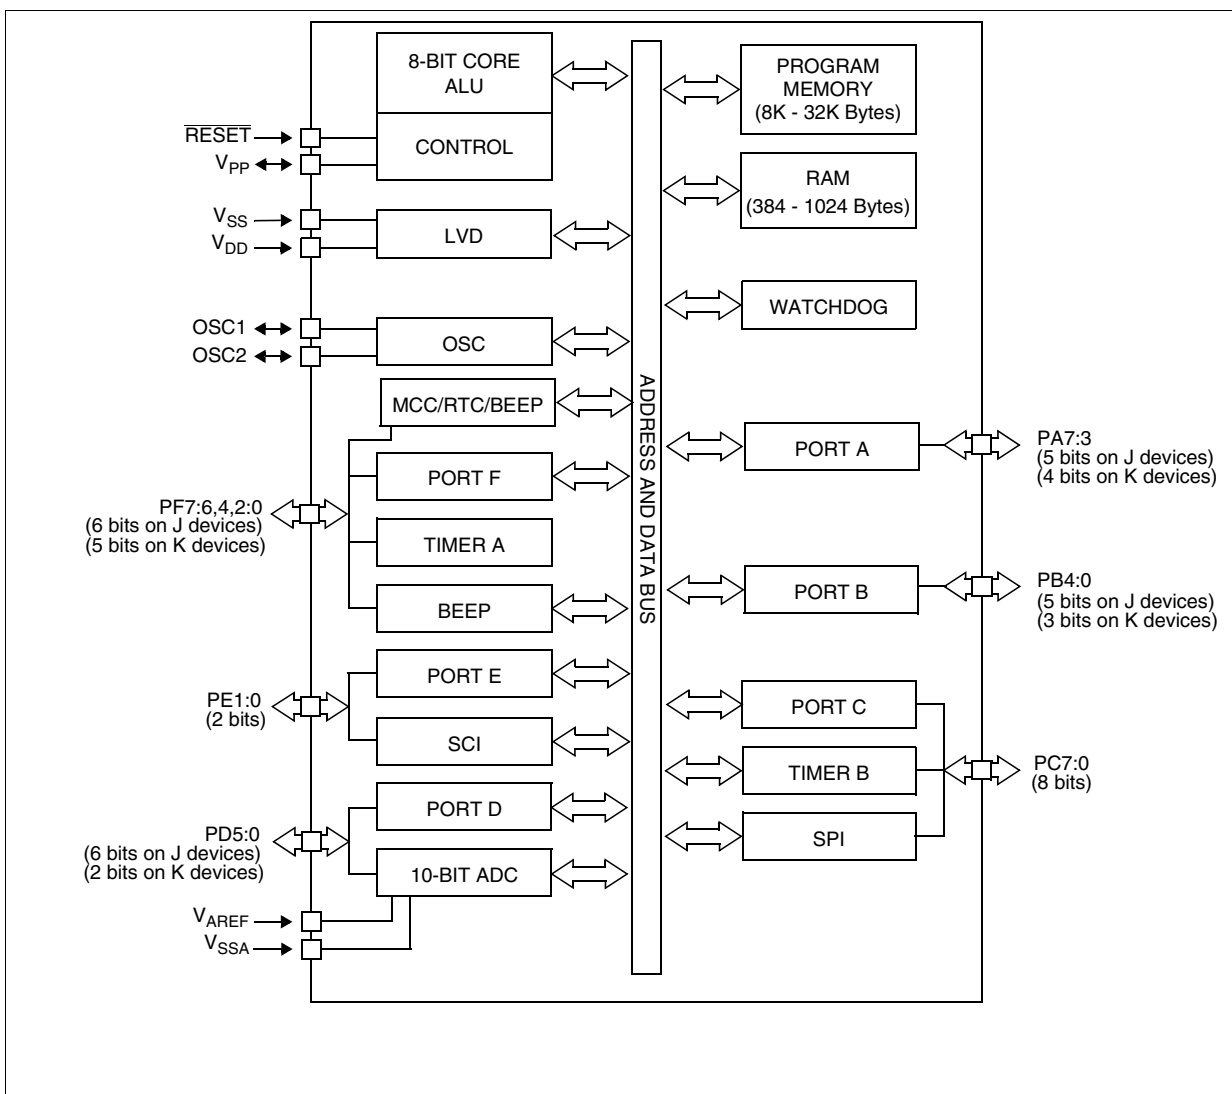 8-BIT CORE
ALU
CONTROL
RESET
VPP
VSS
VDD
LVD
OSC1
OSC2
OSC
MCC/RTC/BEEP
PORT F
PF7:6,4,2:0
(6 bits on J devices)
(5 bits on K devices)
TIMER A
BEEP
PORT E
PE1:0
(2 bits)
SCI
PORT D
PD5:0
(6 bits on J devices)
(2 bits on K devices)
10-BIT ADC
VAREF
VSSA
ADDRESS AND DATA BUS
PROGRAM
MEMORY
(8K - 32K Bytes)
RAM
(384 - 1024 Bytes)
WATCHDOG
PORT A
PA7:3
(5 bits on J devices)
(4 bits on K devices)
PORT B
PB4:0
(5 bits on J devices)
(3 bits on K devices)
PORT C
TIMER B
PC7:0
(8 bits)
SPI